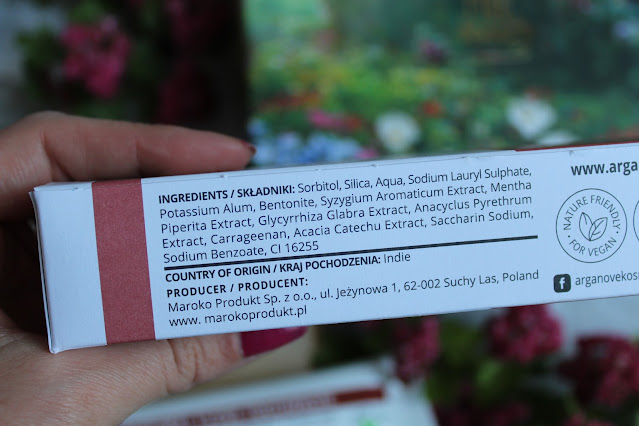 INGREDIENTS / SKŁADNIKI: Sorbitol, Silica, Aqua, Sodium Lauryl Sulphate,
Potassium Alum, Bentonite, Syzygium Aromaticum Extract, Mentha
Piperita Extract, Glycyrrhiza Glabra Extract, Anacyclus Pyrethrum
Extract, Carrageenan, Acacia Catechu Extract, Saccharin Sodium,
Sodium Benzoate, CI 16255
COUNTRY OF ORIGIN / KRAJ POCHODZENIA: Indie
PRODUCER / PRODUCENT:
Maroko Produkt Sp. z o.o., ul. Jeżynowa 1, 62-002 Suchy Las, Poland
www. marokoprodukt.pl
www.arga
NATURE FRIENDLY
FOR VEGAN
f arganovekos